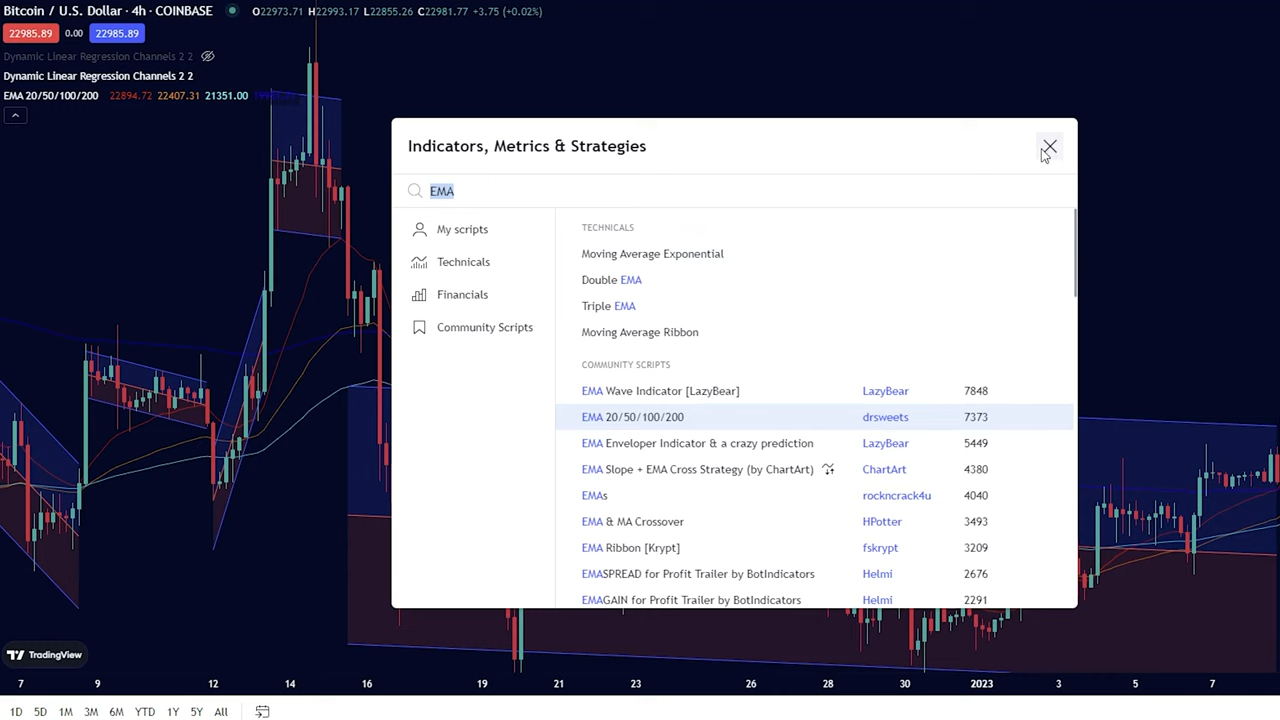 Bitcoin / U.S. Dollar · 4h · COINBASE O22973.71 H22993.17 L22855.26 C22981.77 +3.75 (+0.02%)
22985.89 0.00 22985.89
Dynamic Linear Regression Channels 2 2
Dynamic Linear Regression Channels 2 2
EMA 20/50/100/200 22894.72 22407.31 21351.00
Indicators, Metrics & Strategies
EMA
My scripts
Technicals
Financials
Community Scripts
TECHNICALS
Moving Average Exponential
Double EMA
Triple EMA
Moving Average Ribbon
COMMUNITY SCRIPTS
EMA Wave Indicator [LazyBear] LazyBear 7848
EMA 20/50/100/200 drsweets 7373
EMA Enveloper Indicator & a crazy prediction LazyBear 5449
EMA Slope + EMA Cross Strategy (by ChartArt) ChartArt 4380
EMAs rockncrack4u 4040
EMA & MA Crossover HPotter 3493
EMA Ribbon [Krypt] fskrypt 3209
EMASPREAD for Profit Trailer by BotIndicators Helmi 2676
EMAGAIN for Profit Trailer by BotIndicators Helmi 2291
TradingView
7 9 12 14 16 19 21 23 26 28 30 2023 3 5 7
1D 5D 1M 3M 6M YTD 1Y 5Y All